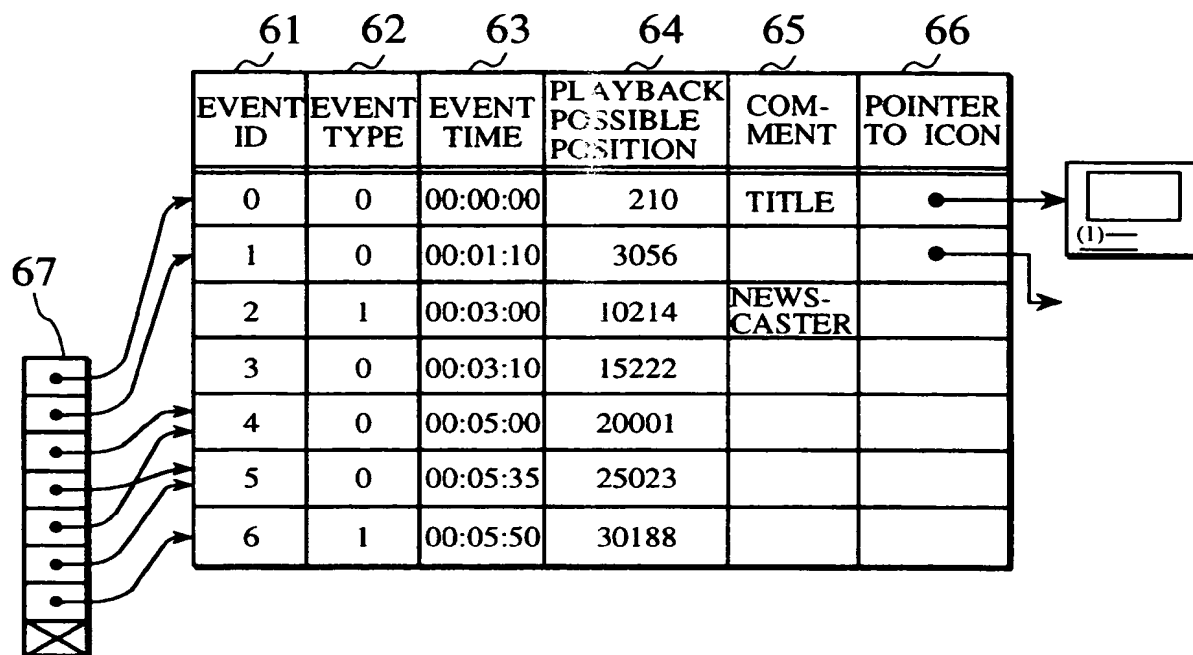 61 62 63 64 65 66
EVENT ID EVENT TYPE EVENT TIME PLAYBACK POSSIBLE POSITION COM-MENT POINTER TO ICON
0 0 00:00:00 210 TITLE
(1)
1 0 00:01:10 3056
67
2 1 00:03:00 10214 NEWS-CASTER
3 0 00:03:10 15222
4 0 00:05:00 20001
5 0 00:05:35 25023
6 1 00:05:50 30188